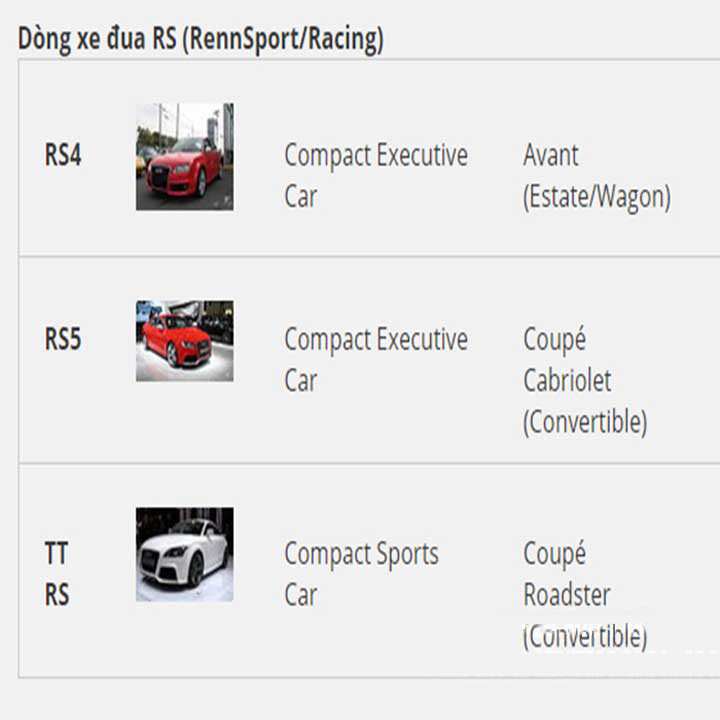 Dòng xe đua RS (RennSport/Racing)
RS4
Compact Executive
Car
Avant
(Estate/Wagon)
RS5
Compact Executive
Car
Coupé
Cabriolet
(Convertible)
TT
RS
Compact Sports
Car
Coupé
Roadster
(Convertible)